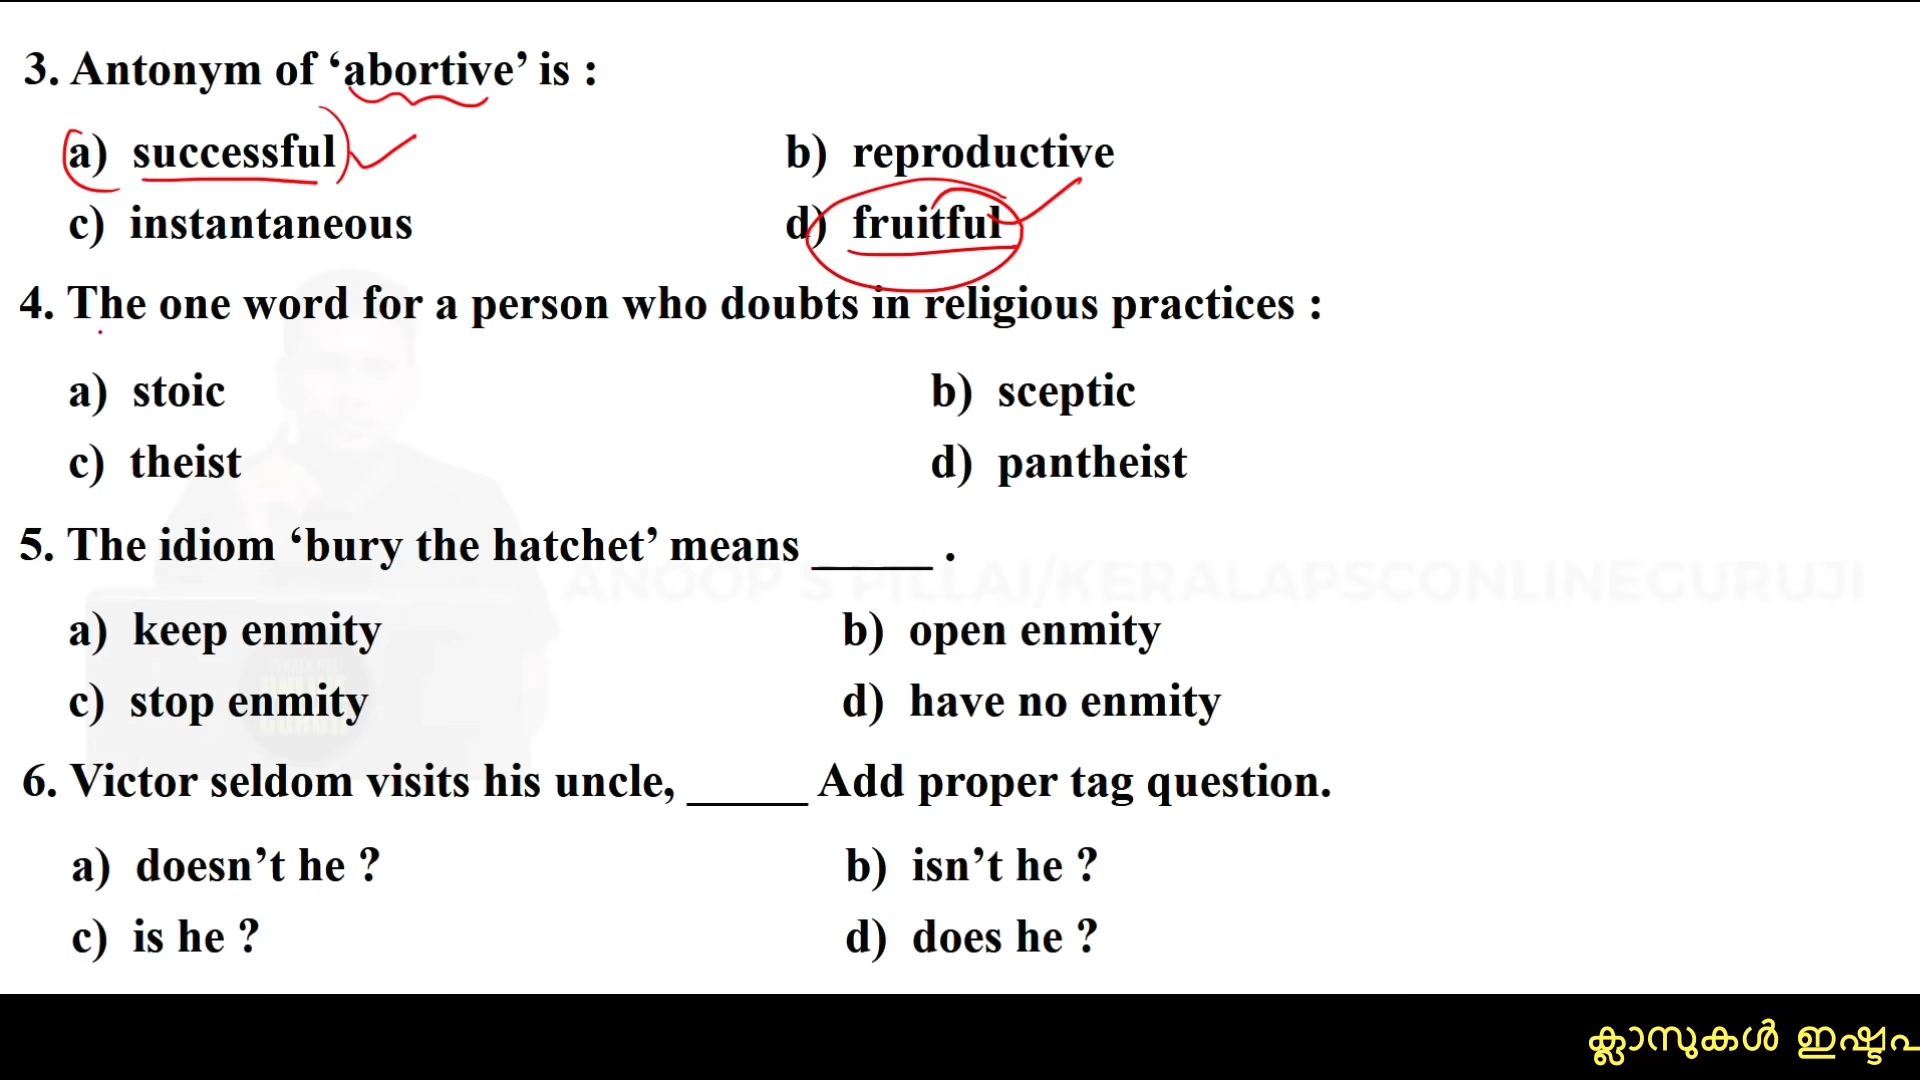 3. Antonym of ‘abortive’ is :
a) successful b) reproductive
c) instantaneous d) fruitful
4. The one word for a person who doubts in religious practices :
a) stoic b) sceptic
c) theist d) pantheist
5. The idiom ‘bury the hatchet’ means _____ .
ANOOP S PILLAI/KERALAPSCONLINEGURUJI
a) keep enmity b) open enmity
c) stop enmity d) have no enmity
6. Victor seldom visits his uncle, _____ Add proper tag question.
a) doesn’t he ? b) isn’t he ?
c) is he ? d) does he ?
ക്ലാസുകൾ